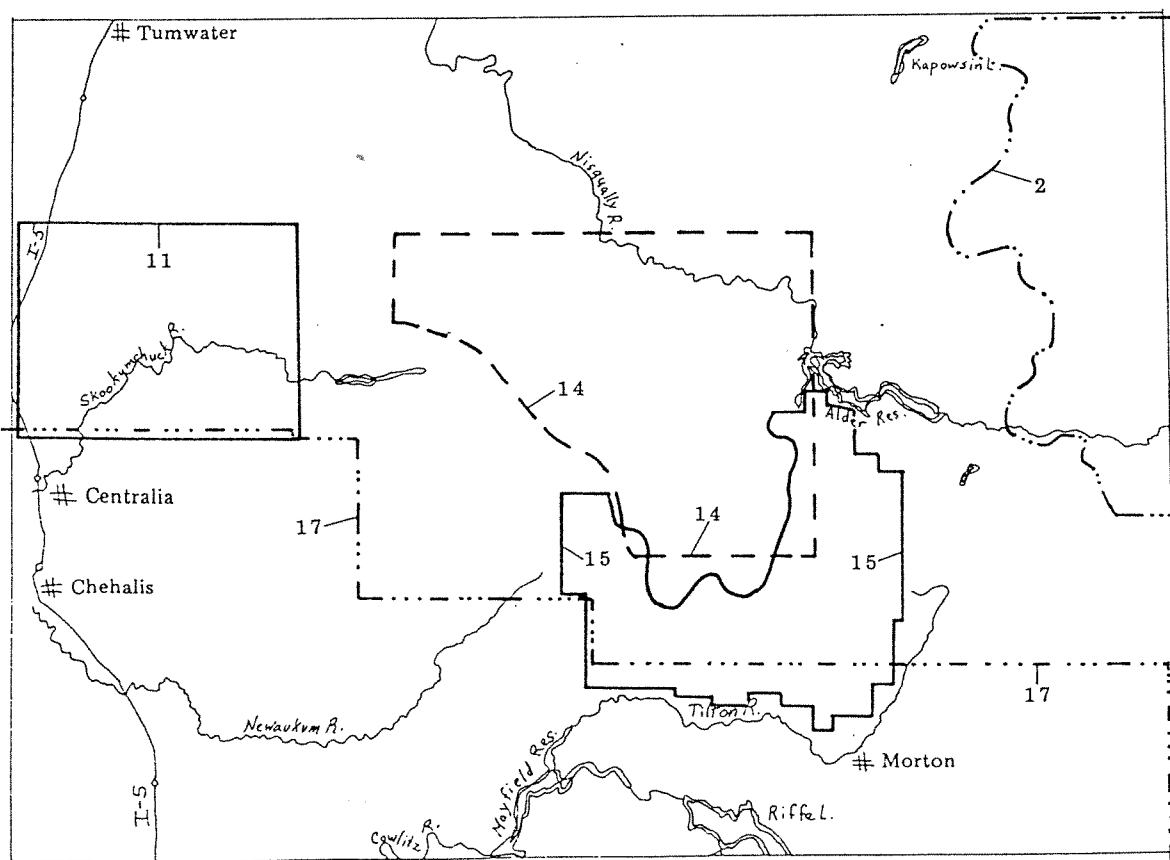 # Tumwater
Kapowsin L.
Nisqually R.
2
I-5
11
Skookumchuck R.
14
Alder Res.
# Centralia
17
14
15
15
# Chehalis
17
Newaukum R.
Tilton R.
# Morton
Mayfield Res.
I-5
Riffe L.
Cowlitz R.